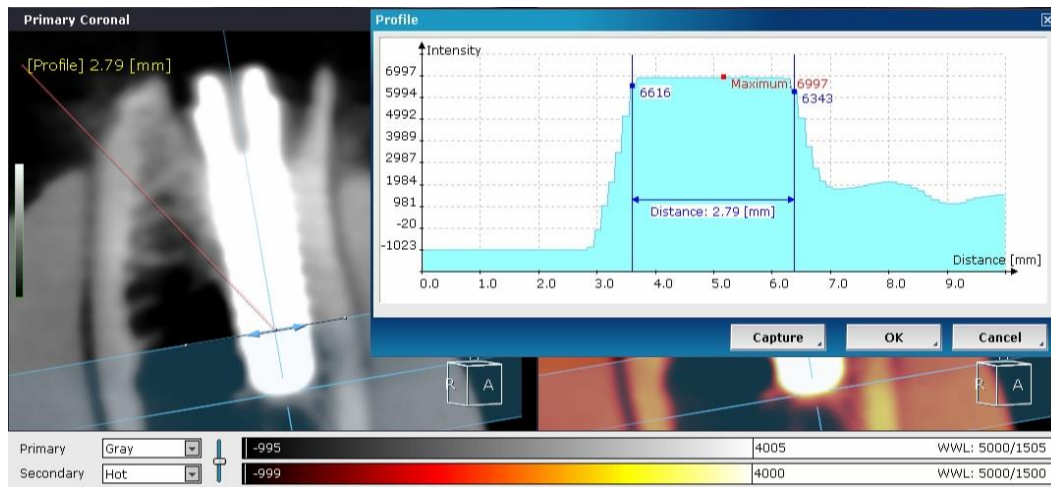 Primary Coronal
[Profile] 2.79 [mm]
Profile
Intensity
6997
5994
4992
3989
2987
1984
981
-20
-1023
6616
Maximum: 6997
6343
Distance: 2.79 [mm]
Distance [mm]
0.0 1.0 2.0 3.0 4.0 5.0 6.0 7.0 8.0 9.0
Capture OK Cancel
R A
R A
Primary Gray -995 4005 WWL: 5000/1505
Secondary Hot -999 4000 WWL: 5000/1500